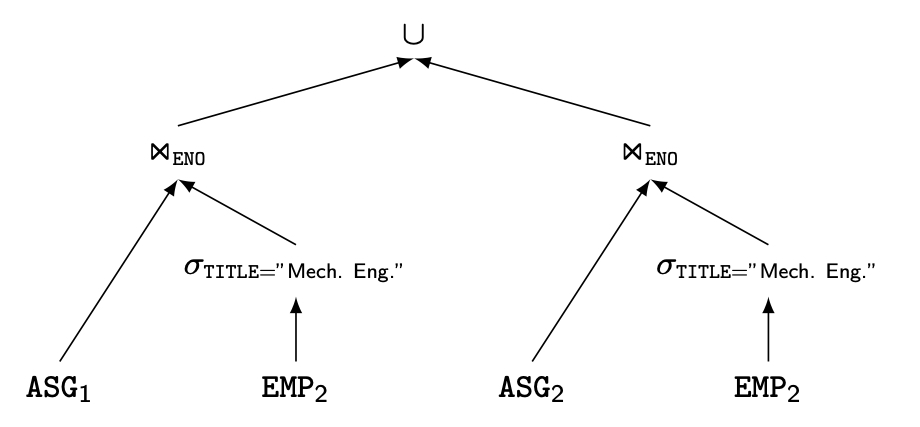 ∪
⋈ENO ⋈ENO
σTITLE="Mech. Eng." σTITLE="Mech. Eng."
ASG₁ EMP₂ ASG₂ EMP₂